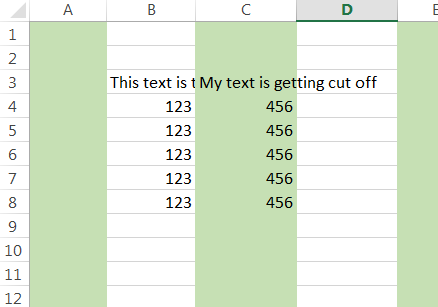 A B C D E
1
2
3 This text is t My text is getting cut off
4 123 456
5 123 456
6 123 456
7 123 456
8 123 456
9
10
11
12